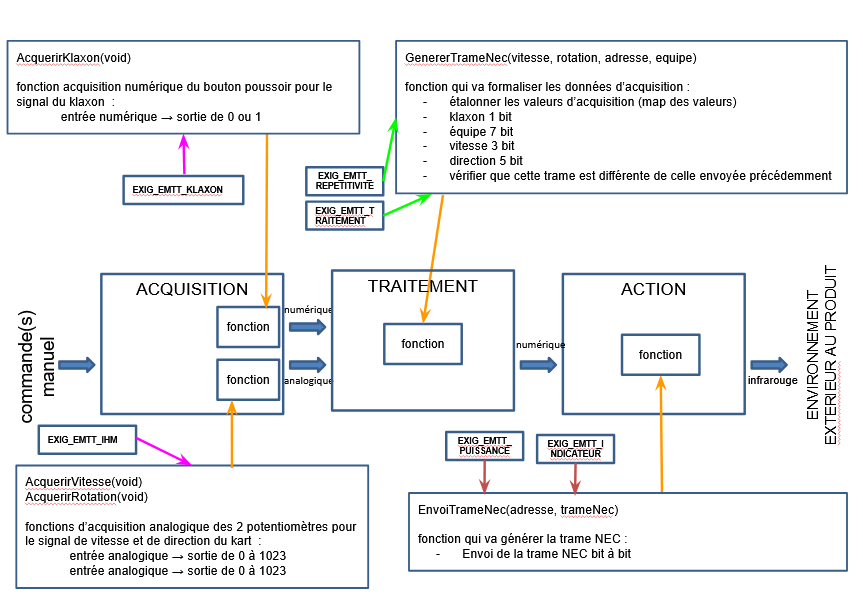 AcquerirKlaxon(void)
fonction acquisition numérique du bouton poussoir pour le
signal du klaxon :
entrée numérique → sortie de 0 ou 1
GenererTrameNec(vitesse, rotation, adresse, equipe)
fonction qui va formaliser les données d'acquisition :
- étalonner les valeurs d'acquisition (map des valeurs)
- klaxon 1 bit
- équipe 7 bit
- vitesse 3 bit
- direction 5 bit
- vérifier que cette trame est différente de celle envoyée précédemment
EXIG_EMTT_KLAXON
EXIG_EMTT_
REPETITIVITE
EXIG_EMTT_T
RAITEMENT
commande(s)
manuel
ACQUISITION
fonction
fonction
numérique
analogique
TRAITEMENT
fonction
numérique
ACTION
fonction
infrarouge
ENVIRONNEMENT
EXTERIEUR AU PRODUIT
EXIG_EMTT_IHM
AcquerirVitesse(void)
AcquerirRotation(void)
fonctions d'acquisition analogique des 2 potentiomètres pour
le signal de vitesse et de direction du kart :
entrée analogique → sortie de 0 à 1023
entrée analogique → sortie de 0 à 1023
EXIG_EMTT_
PUISSANCE
EXIG_EMTT_I
NDICATEUR
EnvoiTrameNec(adresse, trameNec)
fonction qui va générer la trame NEC :
- Envoi de la trame NEC bit à bit